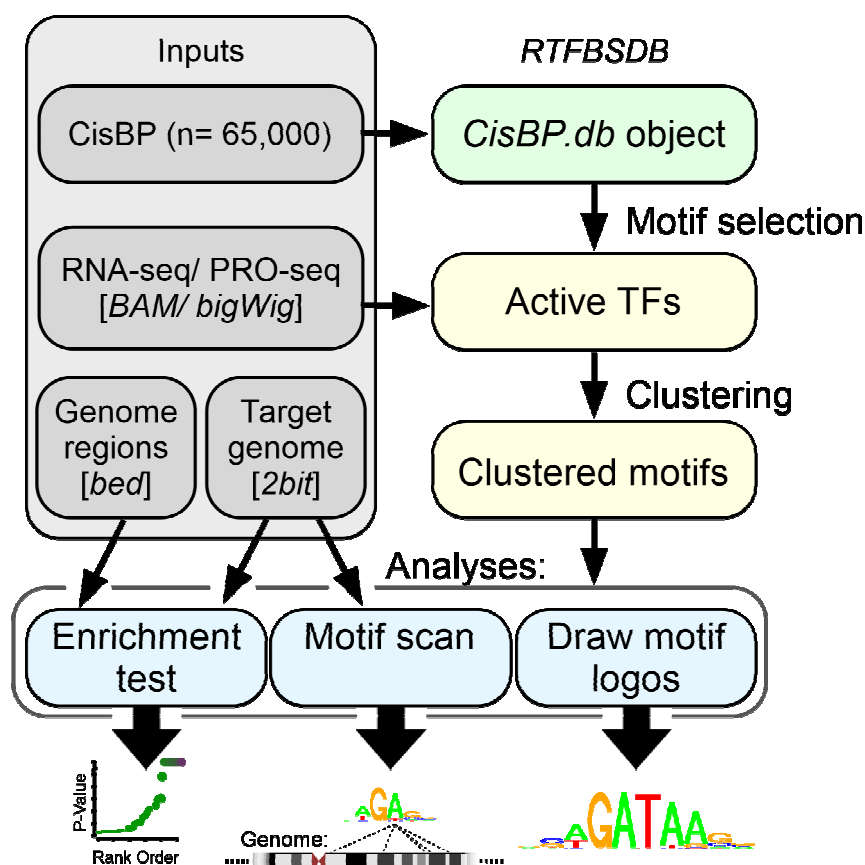 Inputs
RTFBSDB
CisBP (n= 65,000)
CisBP.db object
Motif selection
RNA-seq/ PRO-seq
[BAM/ bigWig]
Active TFs
Clustering
Genome
regions
[bed]
Target
genome
[2bit]
Clustered motifs
Analyses:
Enrichment
test
Motif scan
Draw motif
logos
P-Value
Rank Order
Genome:
AGA
AGATAA